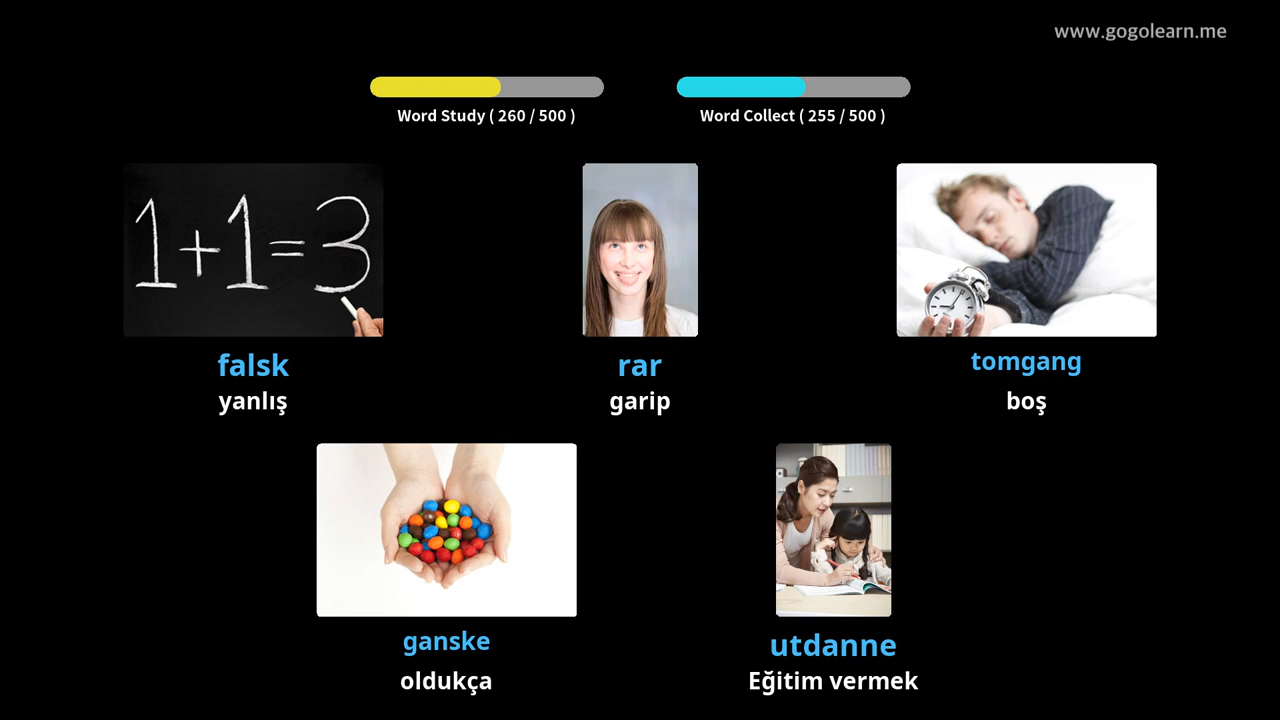 www.gogolearn.me
Word Study ( 260 / 500 )
Word Collect ( 255 / 500 )
1+1=3
falsk
yanlış
rar
garip
tomgang
boş
ganske
oldukça
utdanne
Eğitim vermek